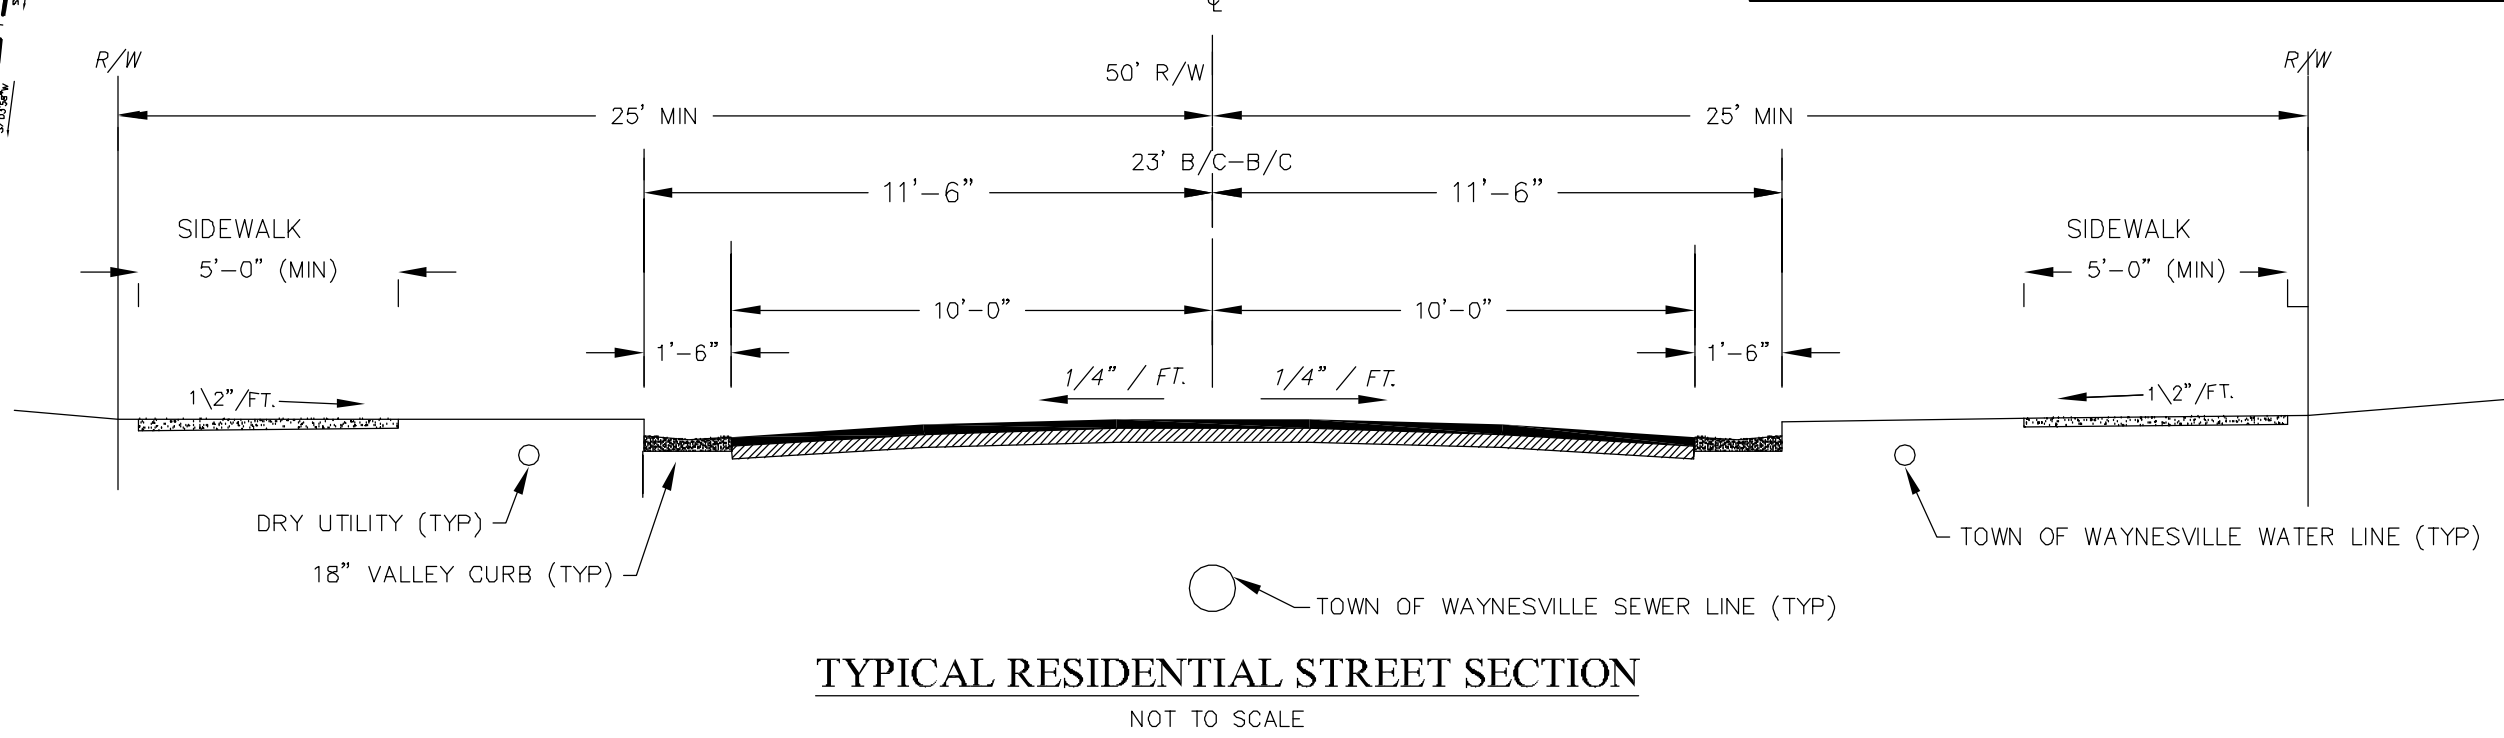 ℄
R/W
50' R/W
R/W
25' MIN
25' MIN
23' B/C-B/C
11'-6"
11'-6"
SIDEWALK
5'-0" (MIN)
SIDEWALK
5'-0" (MIN)
10'-0"
10'-0"
1'-6"
1'-6"
1/4" / FT.
1/4" / FT.
1\2"/FT.
1\2"/FT.
DRY UTILITY (TYP)
TOWN OF WAYNESVILLE WATER LINE (TYP)
18" VALLEY CURB (TYP)
TOWN OF WAYNESVILLE SEWER LINE (TYP)
TYPICAL RESIDENTIAL STREET SECTION
NOT TO SCALE